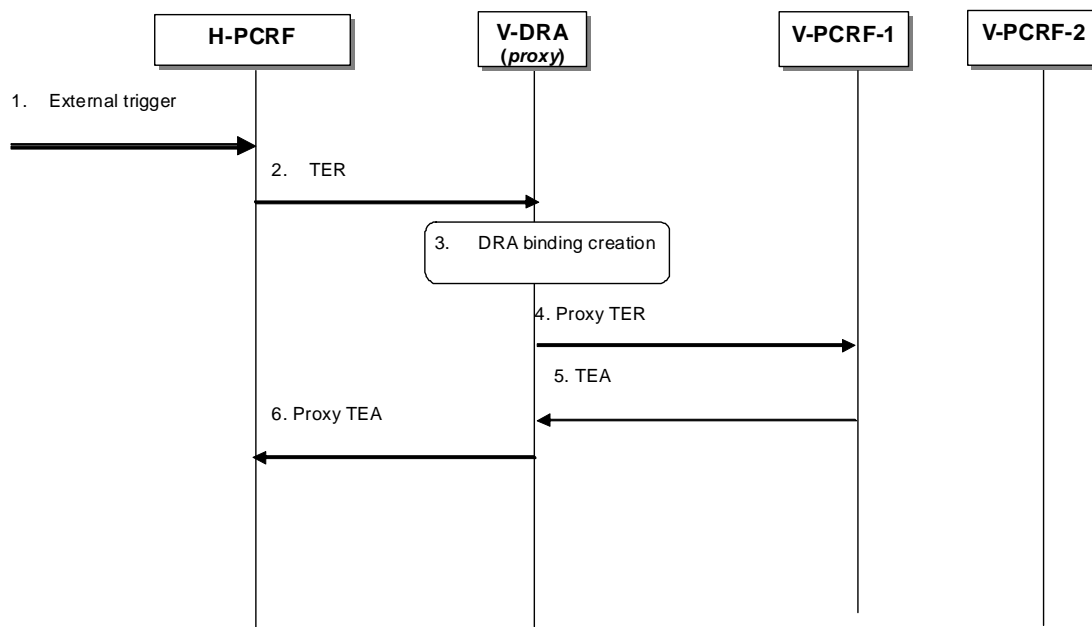 H-PCRF
V-DRA
(proxy)
V-PCRF-1
V-PCRF-2
1. External trigger
2. TER
3. DRA binding creation
4. Proxy TER
5. TEA
6. Proxy TEA